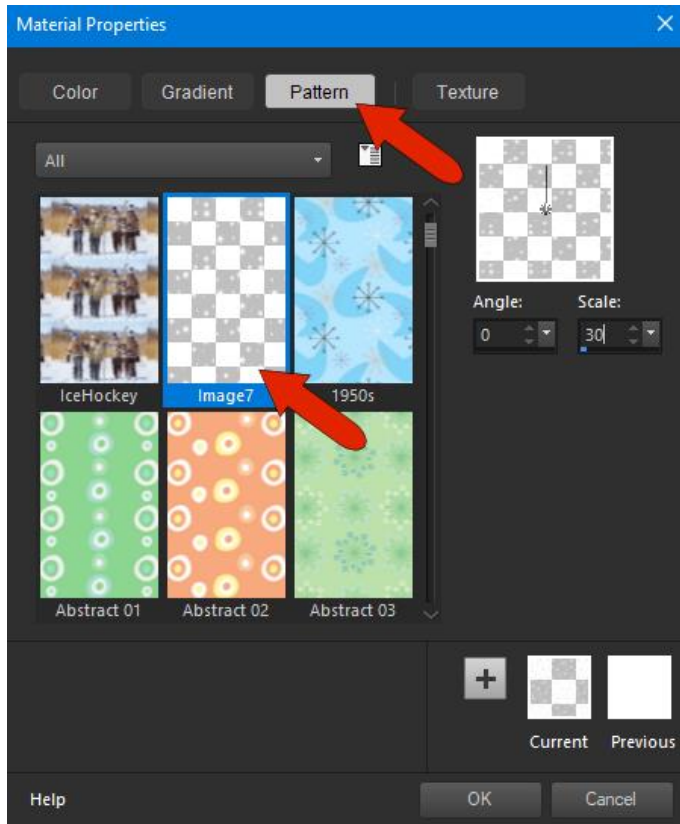 Material Properties
Color Gradient Pattern Texture
All
IceHockey Image7 1950s
Angle: Scale:
0 30
Abstract 01 Abstract 02 Abstract 03
Current Previous
Help OK Cancel